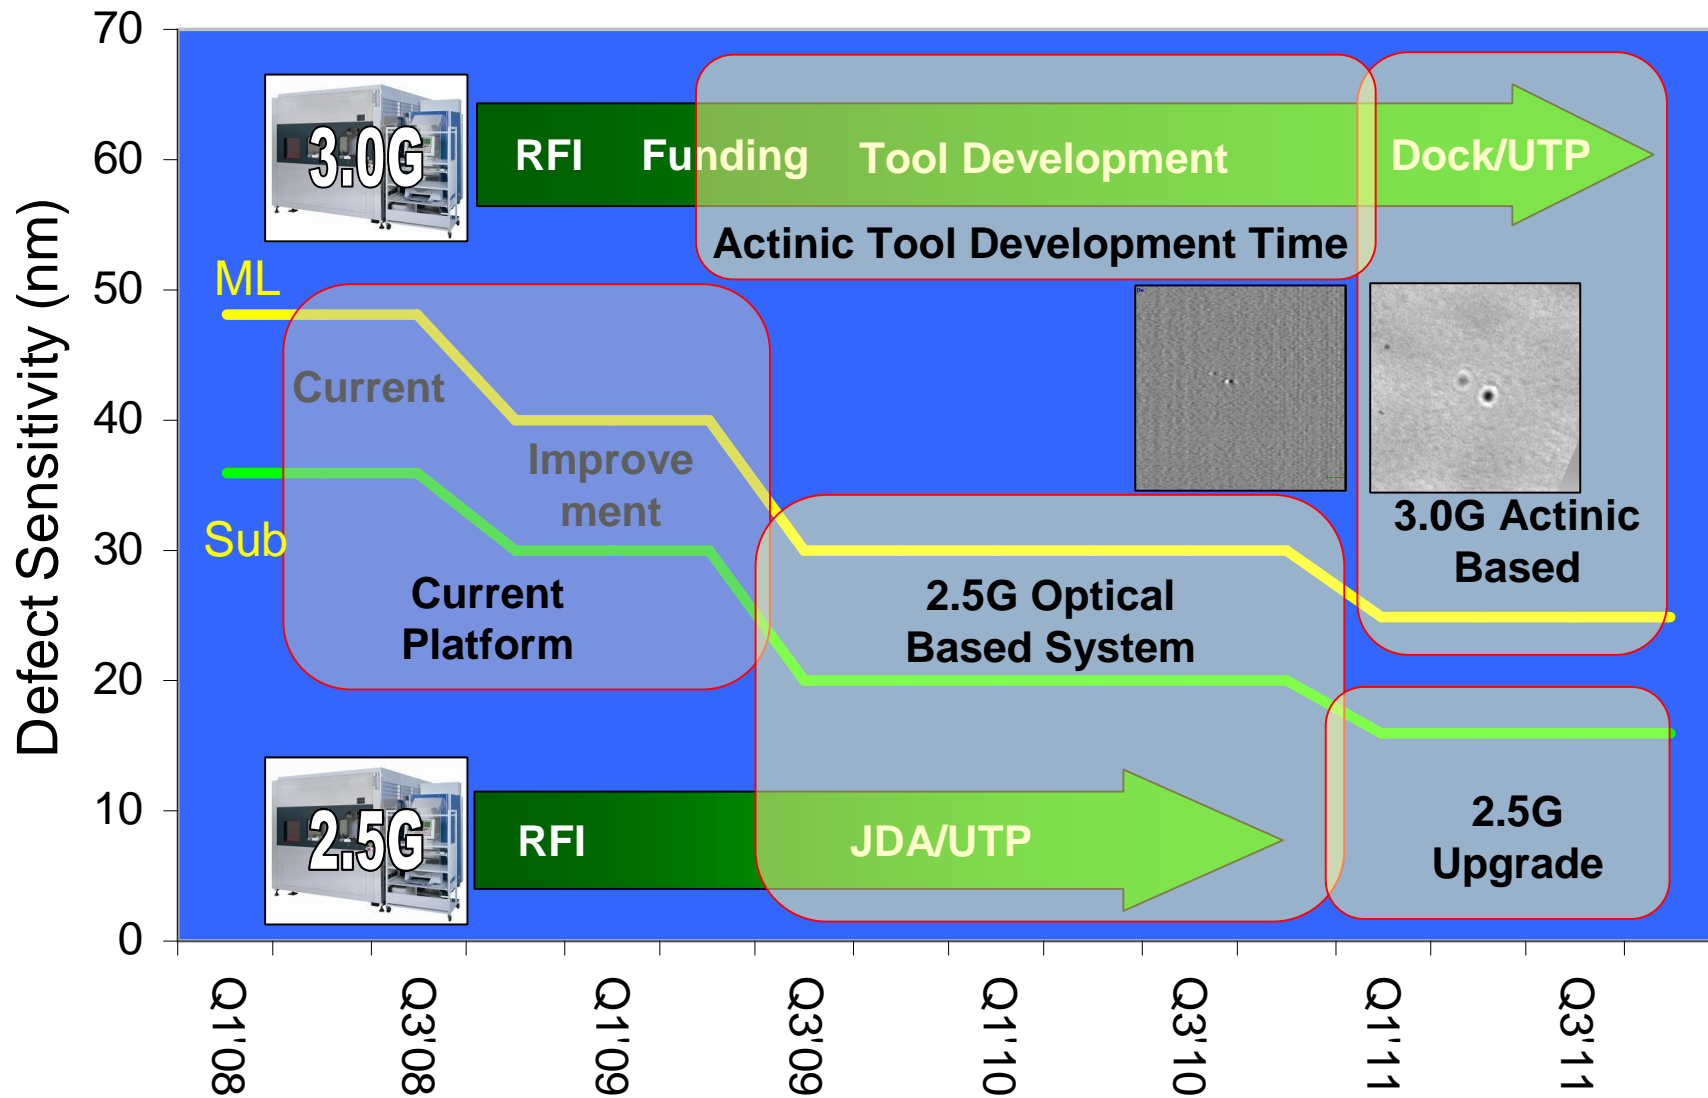 Defect Sensitivity (nm)
70
60
50
40
30
20
10
0
3.0G
RFI
Funding
Tool Development
Dock/UTP
Actinic Tool Development Time
ML
Current
Improve
ment
Sub
Current
Platform
2.5G Optical
Based System
3.0G Actinic
Based
2.5G
RFI
JDA/UTP
2.5G
Upgrade
Q1'08
Q3'08
Q1'09
Q3'09
Q1'10
Q3'10
Q1'11
Q3'11